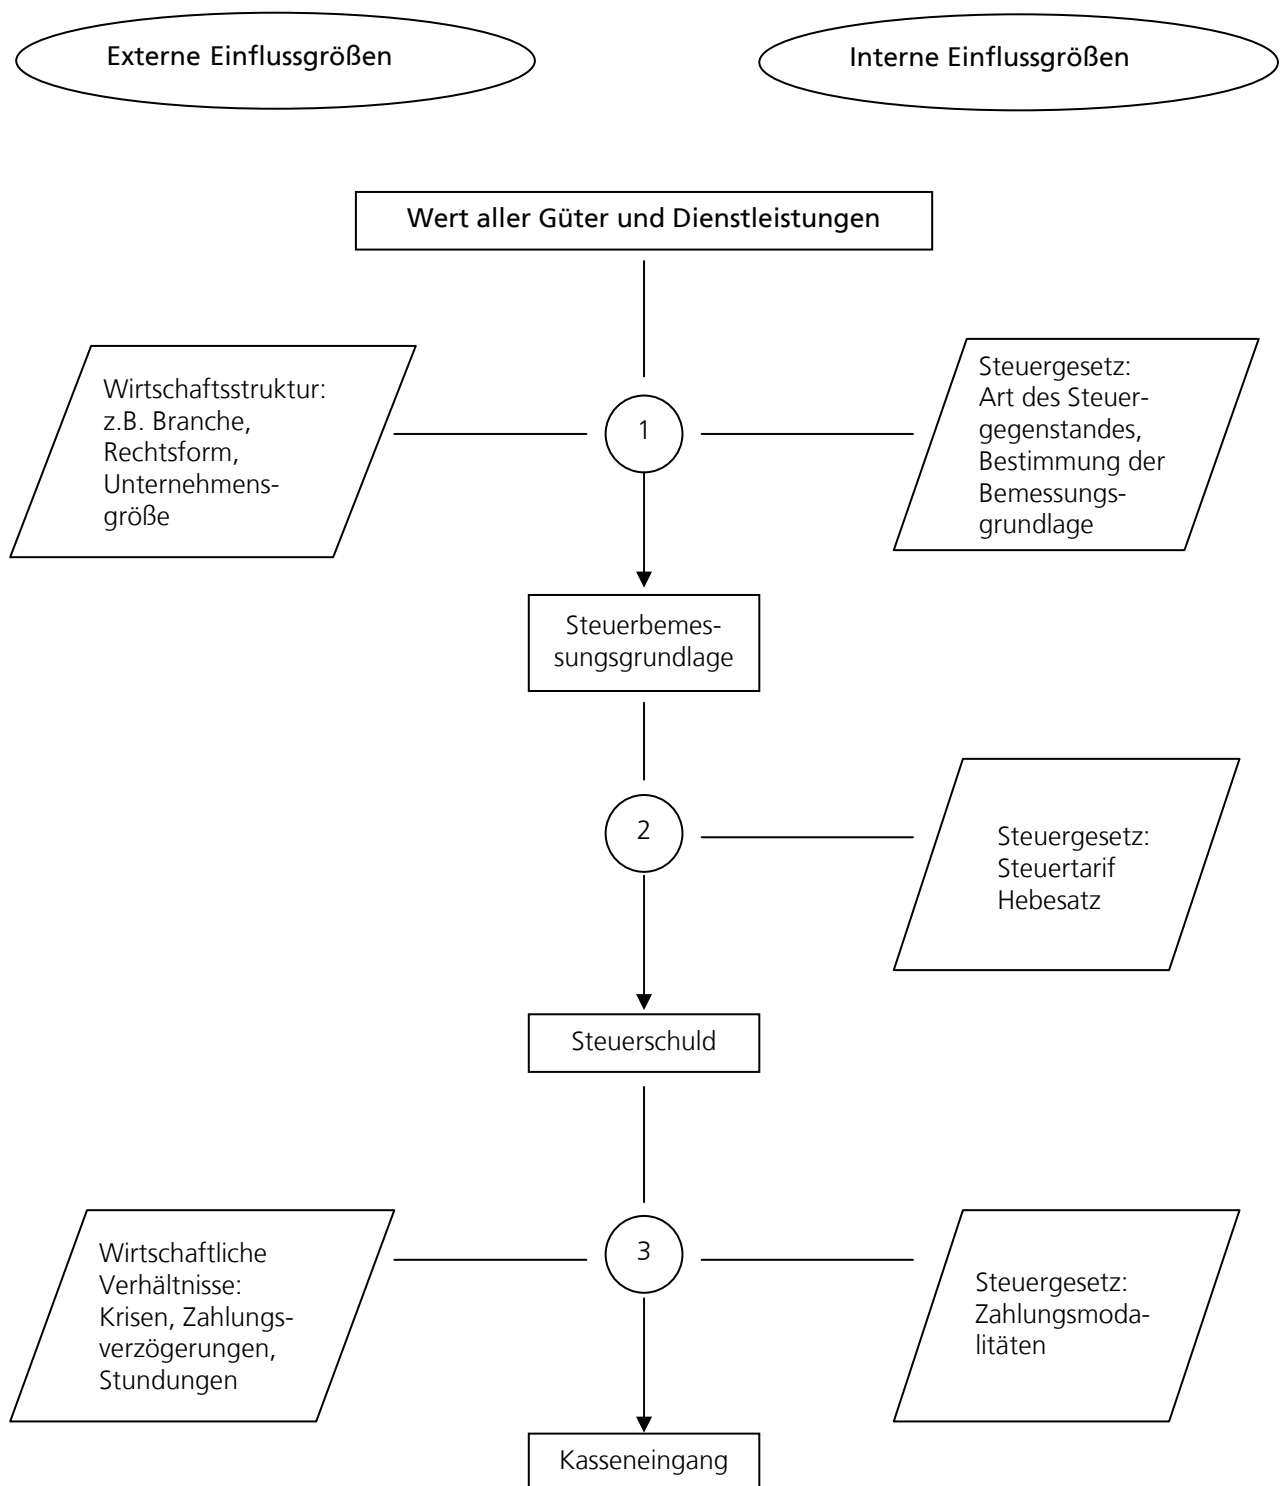 Externe Einflussgrößen
Interne Einflussgrößen
Wert aller Güter und Dienstleistungen
Wirtschaftsstruktur:
z.B. Branche,
Rechtsform,
Unternehmens-
größe
1
Steuergesetz:
Art des Steuer-
gegenstandes,
Bestimmung der
Bemessungs-
grundlage
Steuerbemes-
sungsgrundlage
2
Steuergesetz:
Steuertarif
Hebesatz
Steuerschuld
Wirtschaftliche
Verhältnisse:
Krisen, Zahlungs-
verzögerungen,
Stundungen
3
Steuergesetz:
Zahlungsmoda-
litäten
Kasseneingang